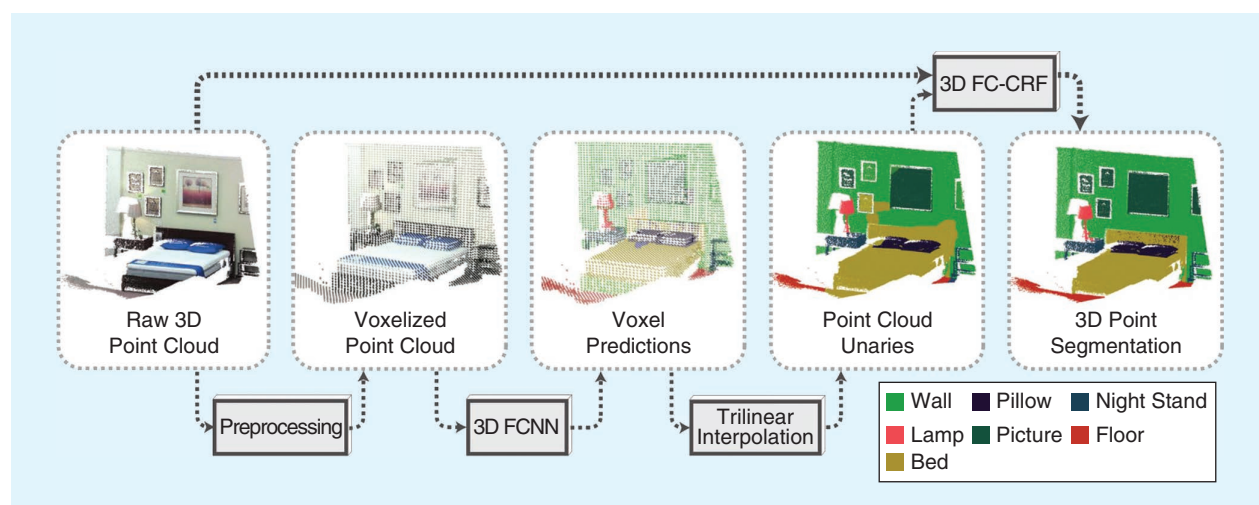 3D FC-CRF
Raw 3D
Point Cloud
Voxelized
Point Cloud
Voxel
Predictions
Point Cloud
Unaries
3D Point
Segmentation
Preprocessing
3D FCNN
Trilinear
Interpolation
Wall Pillow Night Stand
Lamp Picture Floor
Bed